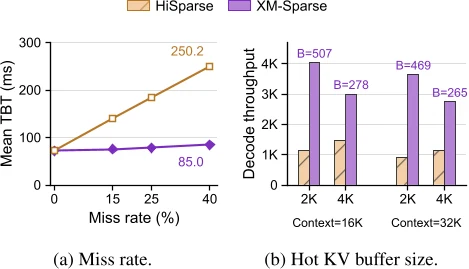 HiSparse XM-Sparse
300
200
100
0
Mean TBT (ms)
250.2
85.0
0 15 25 40
Miss rate (%)
(a) Miss rate.
4K
3K
2K
1K
0
Decode throughput
B=507
B=278
B=469
B=265
2K 4K 2K 4K
Context=16K Context=32K
(b) Hot KV buffer size.